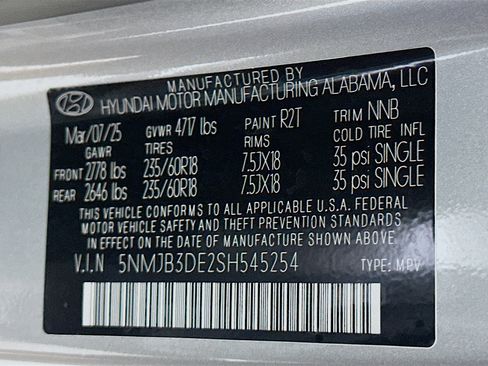 MANUFACTURED BY
HYUNDAI MOTOR MANUFACTURING ALABAMA, LLC
Mar/07/25 GVWR 4717 lbs PAINT R2T TRIM NNB
GAWR TIRES RIMS COLD TIRE INFL
FRONT 2778 lbs 235/60R18 7.5JX18 35 psi SINGLE
REAR 2646 lbs 235/60R18 7.5JX18 35 psi SINGLE
THIS VEHICLE CONFORMS TO ALL APPLICABLE U.S.A. FEDERAL
MOTOR VEHICLE SAFETY AND THEFT PREVENTION STANDARDS
IN EFFECT ON THE DATE OF MANUFACTURE SHOWN ABOVE.
V.I.N 5NMJB3DE2SH545254 TYPE: MPV